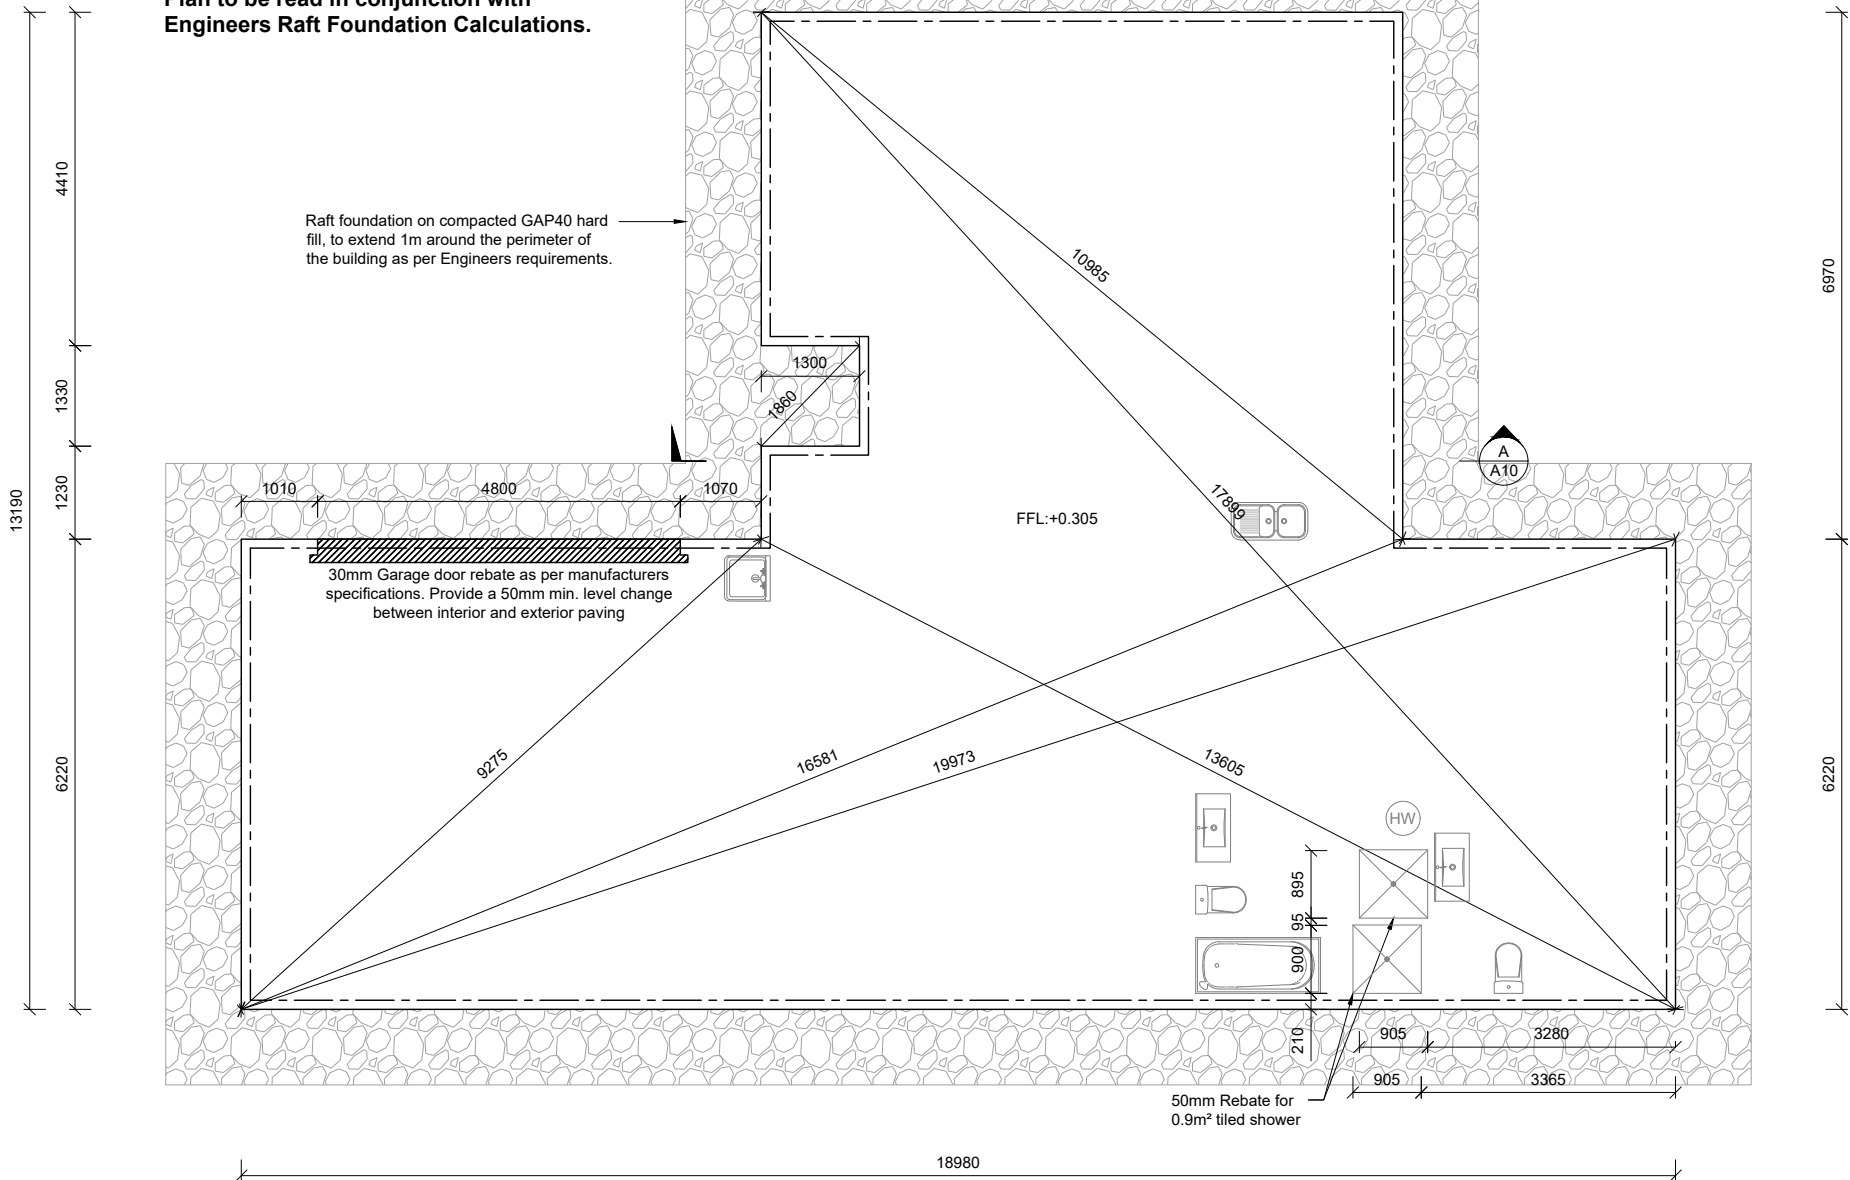 Plan to be read in conjunction with
Engineers Raft Foundation Calculations.
13190
4410
1330
1230
6220
Raft foundation on compacted GAP40 hard
fill, to extend 1m around the perimeter of
the building as per Engineers requirements.
10985
6970
1300
1860
A
A10
1010
4800
1070
17899
FFL:+0.305
30mm Garage door rebate as per manufacturers
specifications. Provide a 50mm min. level change
between interior and exterior paving
9275
16581
19973
13605
6220
HW
895
95
900
210
905
3280
905
3365
50mm Rebate for
0.9m² tiled shower
18980